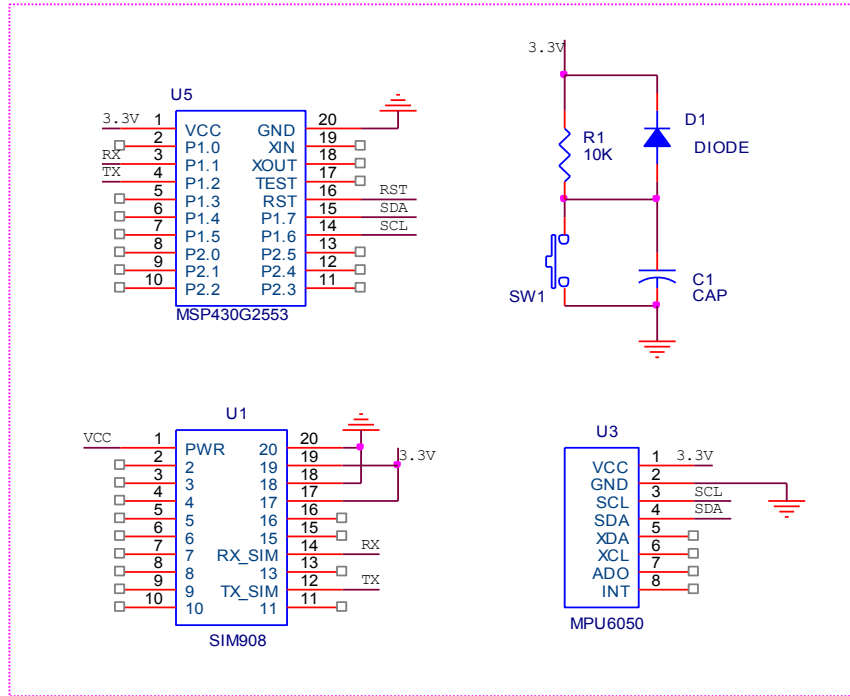 U5
3.3V 1 VCC GND 20
2 P1.0 XIN 19
RX 3 P1.1 XOUT 18
TX 4 P1.2 TEST 17
5 P1.3 RST 16 RST
6 P1.4 P1.7 15 SDA
7 P1.5 P1.6 14 SCL
8 P2.0 P2.5 13
9 P2.1 P2.4 12
10 P2.2 P2.3 11
MSP430G2553
3.3V
R1
10K
D1
DIODE
SW1
C1
CAP
U1
VCC 1 PWR 20 20
2 2 19 19 3.3V
3 3 18 18
4 4 17 17
5 5 16 16
6 6 15 15
7 7 RX_SIM 14 RX
8 8 13 13
9 9 TX_SIM 12 TX
10 10 11 11
SIM908
U3
VCC 1 3.3V
GND 2
SCL 3 SCL
SDA 4 SDA
XDA 5
XCL 6
ADO 7
INT 8
MPU6050